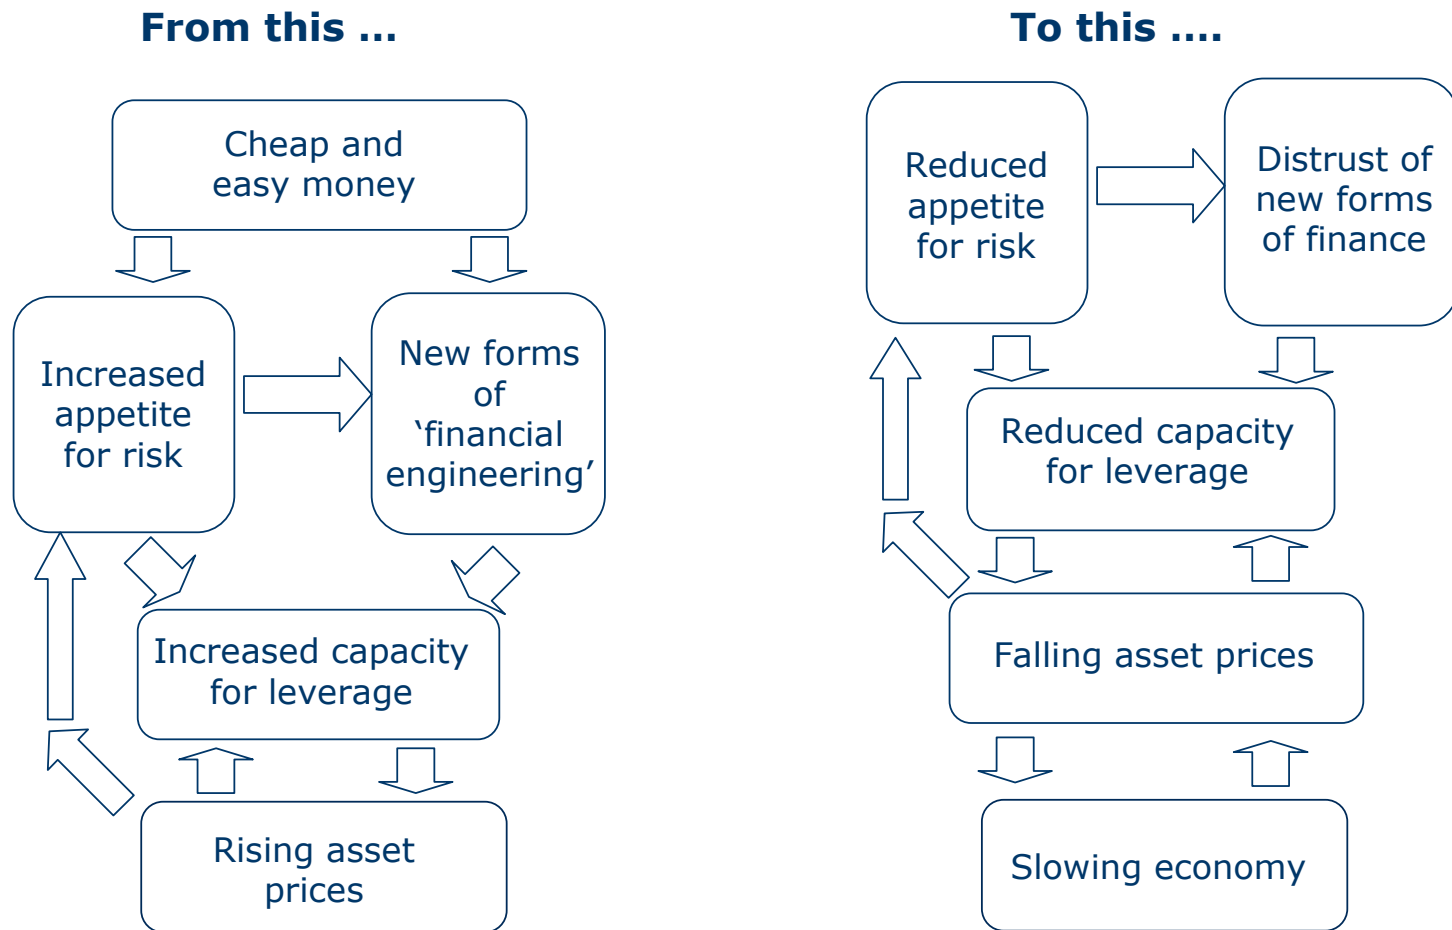 From this ...
Cheap and
easy money
Increased
appetite
for risk
New forms
of
‘financial
engineering’
Increased capacity
for leverage
Rising asset
prices
To this ....
Reduced
appetite
for risk
Distrust of
new forms
of finance
Reduced capacity
for leverage
Falling asset prices
Slowing economy